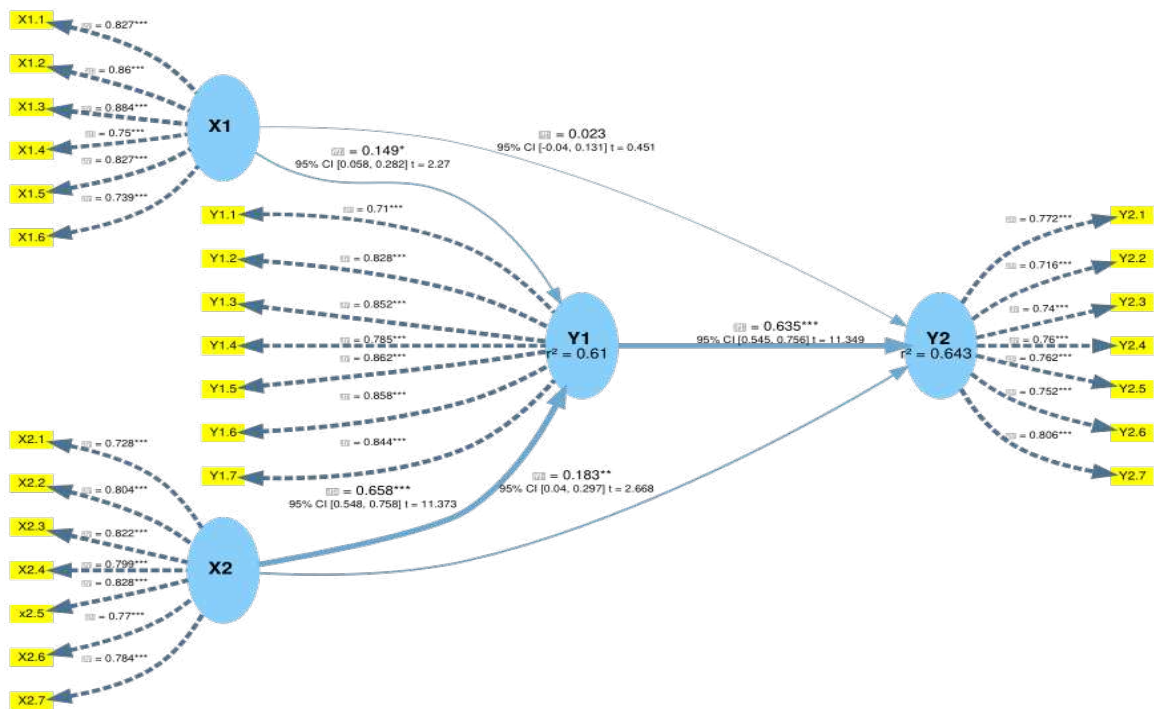 X1.1
= 0.827***
X1.2
= 0.86***
X1.3
= 0.884***
X1.4
= 0.75***
X1.5
= 0.827***
X1.6
= 0.739***
X1
= 0.149*
95% CI [0.058, 0.282] t = 2.27
= 0.023
95% CI [-0.04, 0.131] t = 0.451
Y1.1
= 0.71***
Y1.2
= 0.828***
Y1.3
= 0.852***
Y1.4
= 0.785***
Y1.5
= 0.862***
Y1.6
= 0.858***
Y1.7
= 0.844***
Y1
r² = 0.61
= 0.635***
95% CI [0.545, 0.756] t = 11.349
Y2
r² = 0.643
Y2.1
= 0.772***
Y2.2
= 0.716***
Y2.3
= 0.74***
Y2.4
= 0.76***
Y2.5
= 0.762***
Y2.6
= 0.752***
Y2.7
= 0.806***
= 0.658***
95% CI [0.548, 0.758] t = 11.373
= 0.183**
95% CI [0.04, 0.297] t = 2.668
X2.1
= 0.728***
X2.2
= 0.804***
X2.3
= 0.822***
X2.4
= 0.799***
x2.5
= 0.828***
X2.6
= 0.77***
X2.7
= 0.784***
X2